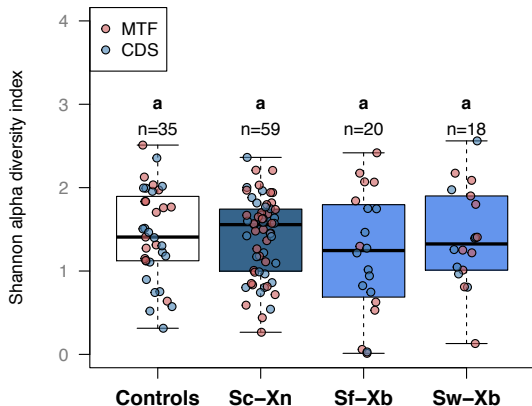 MTF
CDS
Shannon alpha diversity index
4
3
2
1
0
a a a a
n=35 n=59 n=20 n=18
Controls Sc−Xn Sf−Xb Sw−Xb